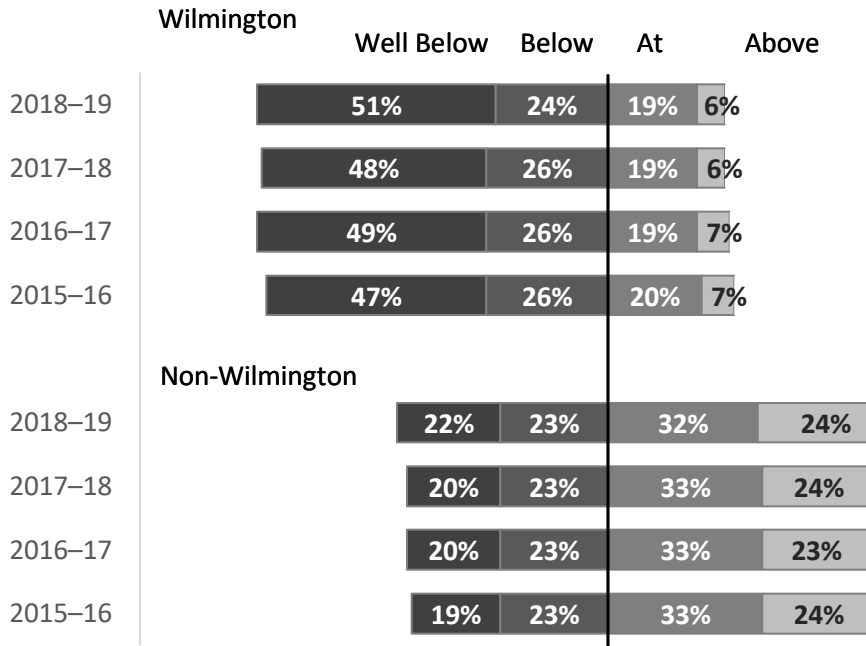 Wilmington
Well Below Below At Above
2018–19 51% 24% 19% 6%
2017–18 48% 26% 19% 6%
2016–17 49% 26% 19% 7%
2015–16 47% 26% 20% 7%
Non-Wilmington
2018–19 22% 23% 32% 24%
2017–18 20% 23% 33% 24%
2016–17 20% 23% 33% 23%
2015–16 19% 23% 33% 24%